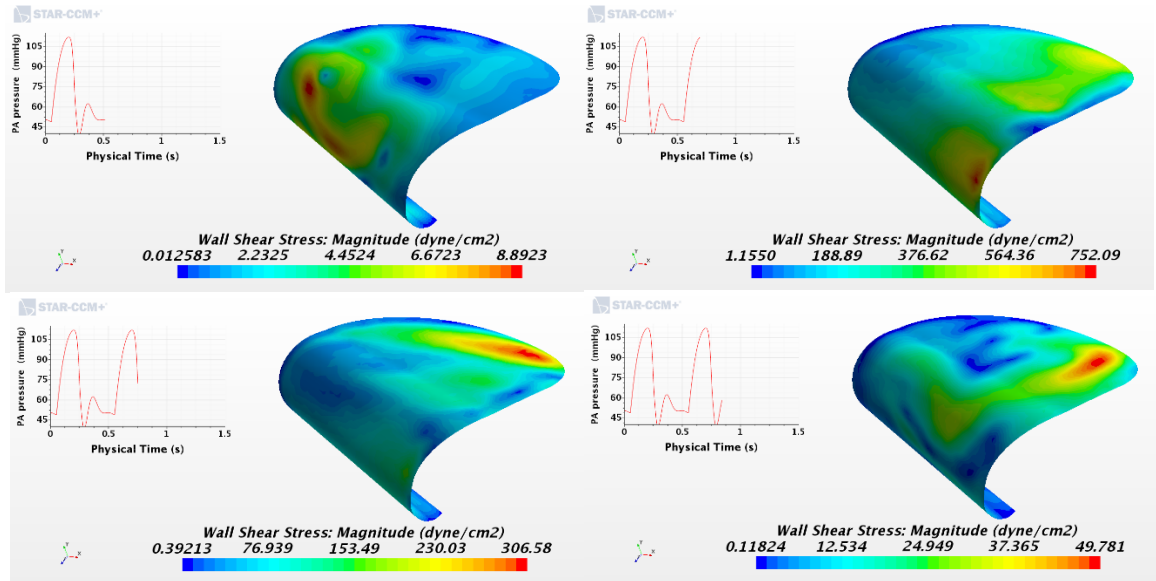 STAR-CCM+
PA pressure (mmHg)
105
90
75
60
45
0
0.5
1
1.5
Physical Time (s)
Wall Shear Stress: Magnitude (dyne/cm2)
0.012583 2.2325 4.4524 6.6723 8.8923
Y
X
STAR-CCM+
PA pressure (mmHg)
105
90
75
60
45
0
0.5
1
1.5
Physical Time (s)
Wall Shear Stress: Magnitude (dyne/cm2)
1.1550 188.89 376.62 564.36 752.09
Y
X
STAR-CCM+
PA pressure (mmHg)
105
90
75
60
45
0
0.5
1
1.5
Physical Time (s)
Wall Shear Stress: Magnitude (dyne/cm2)
0.39213 76.939 153.49 230.03 306.58
Y
X
STAR-CCM+
PA pressure (mmHg)
105
90
75
60
45
0
0.5
1
1.5
Physical Time (s)
Wall Shear Stress: Magnitude (dyne/cm2)
0.11824 12.534 24.949 37.365 49.781
Y
X